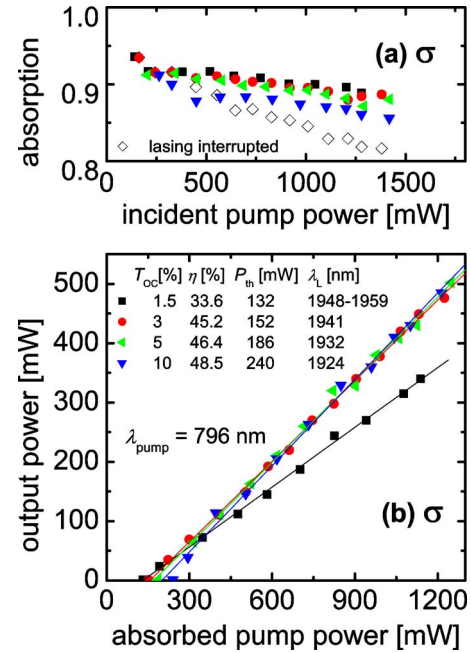 1.0
(a) σ
absorption
0.9
◇ lasing interrupted
0.8
0 500 1000 1500
incident pump power [mW]
T_OC[%] η [%] P_th [mW] λ_L [nm]
500
■ 1.5 33.6 132 1948-1959
● 3 45.2 152 1941
◄ 5 46.4 186 1932
400
▼ 10 48.5 240 1924
output power [mW]
300
λ_pump = 796 nm
200
100
(b) σ
0
0 300 600 900 1200
absorbed pump power [mW]